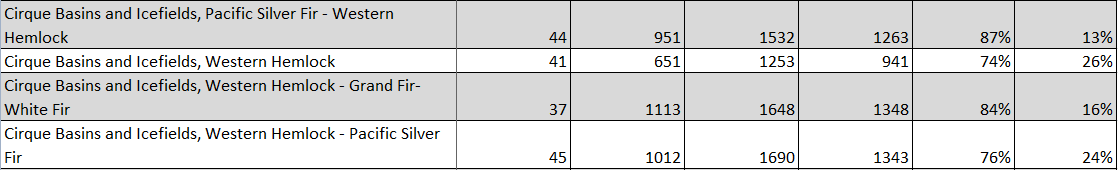 Cirque Basins and Icefields, Pacific Silver Fir - Western
Hemlock 44 951 1532 1263 87% 13%
Cirque Basins and Icefields, Western Hemlock 41 651 1253 941 74% 26%
Cirque Basins and Icefields, Western Hemlock - Grand Fir-
White Fir 37 1113 1648 1348 84% 16%
Cirque Basins and Icefields, Western Hemlock - Pacific Silver
Fir 45 1012 1690 1343 76% 24%